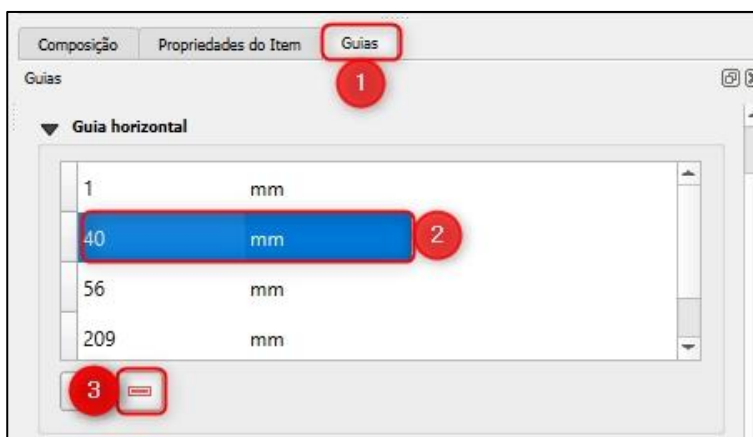 Composição Propriedades do Item Guias
1
Guias
Guia horizontal
1 mm
40 mm 2
56 mm
209 mm
3